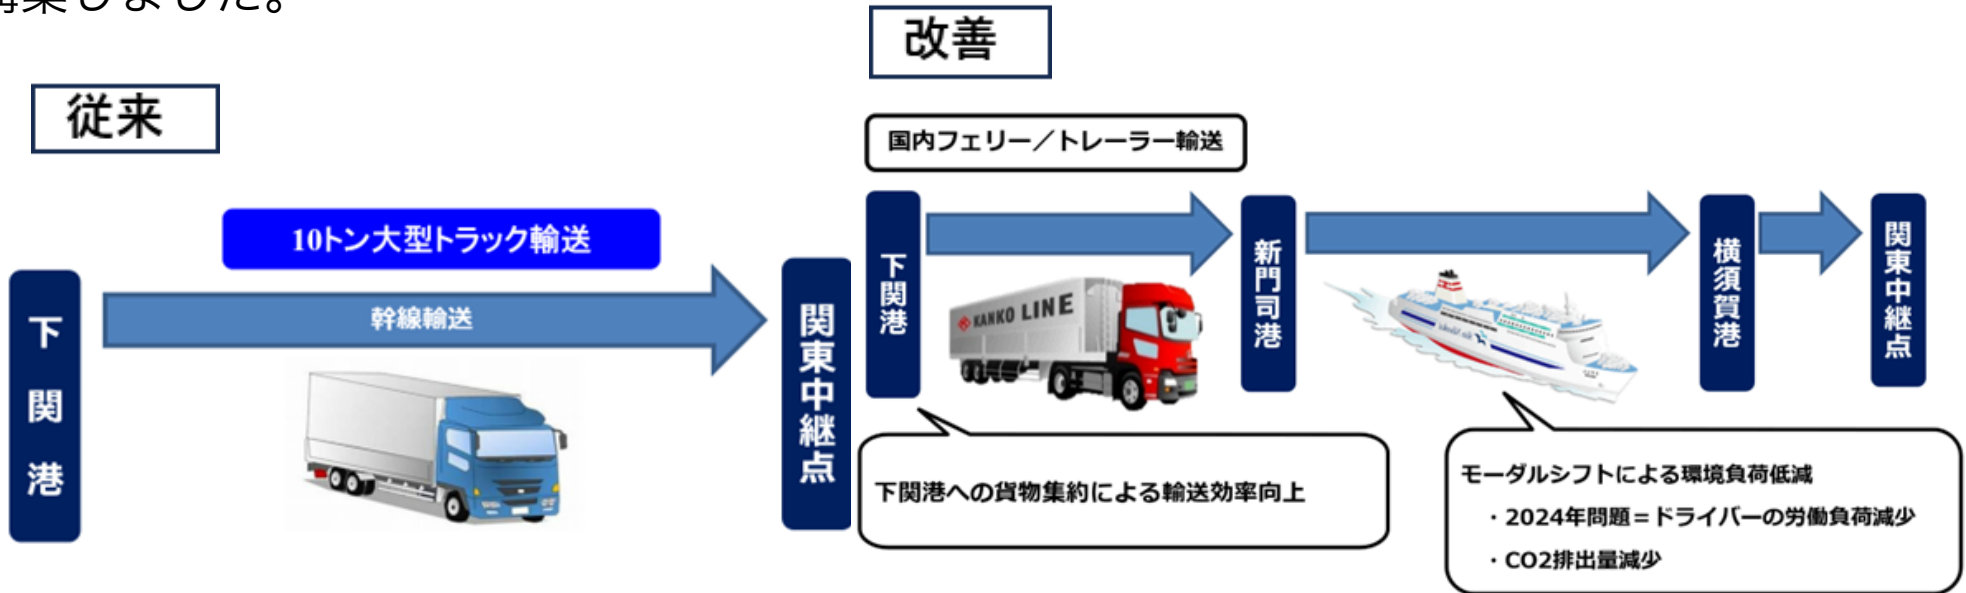 構築しました。
従来
10トン大型トラック輸送
下関港
幹線輸送
関東中継点
改善
国内フェリー／トレーラー輸送
下関港
KANKO LINE
新門司港
横須賀港
関東中継点
下関港への貨物集約による輸送効率向上
モーダルシフトによる環境負荷低減
・2024年問題＝ドライバーの労働負荷減少
・CO2排出量減少